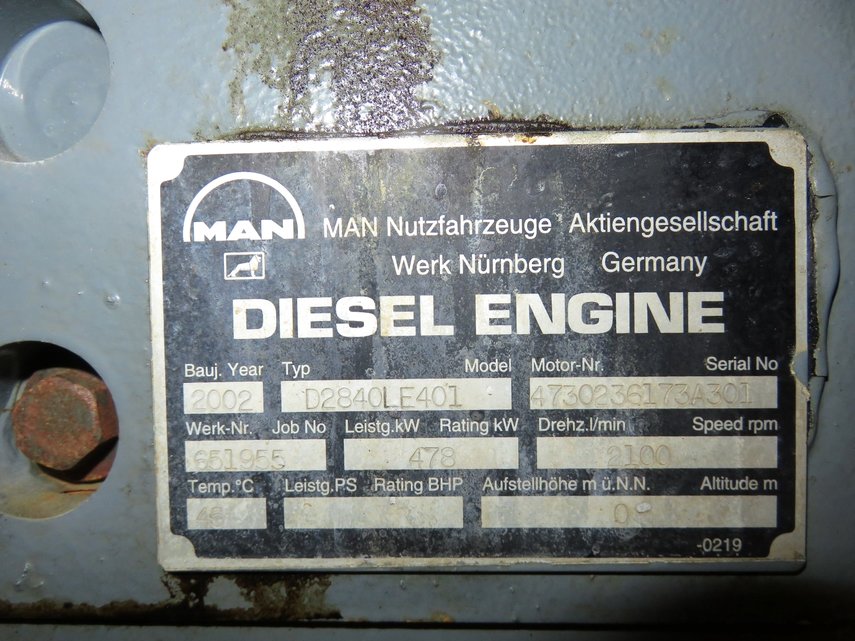 MAN MAN Nutzfahrzeuge Aktiengesellschaft
Werk Nürnberg Germany
DIESEL ENGINE
Bauj. Year Typ Model Motor-Nr. Serial No
2002 D2840LE401 4730236173A301
Werk-Nr. Job No Leistg.kW Rating kW Drehz.l/min Speed rpm
651955 478 2100
Temp.°C Leistg.PS Rating BHP Aufstellhöhe m ü.N.N. Altitude m
0
-0219